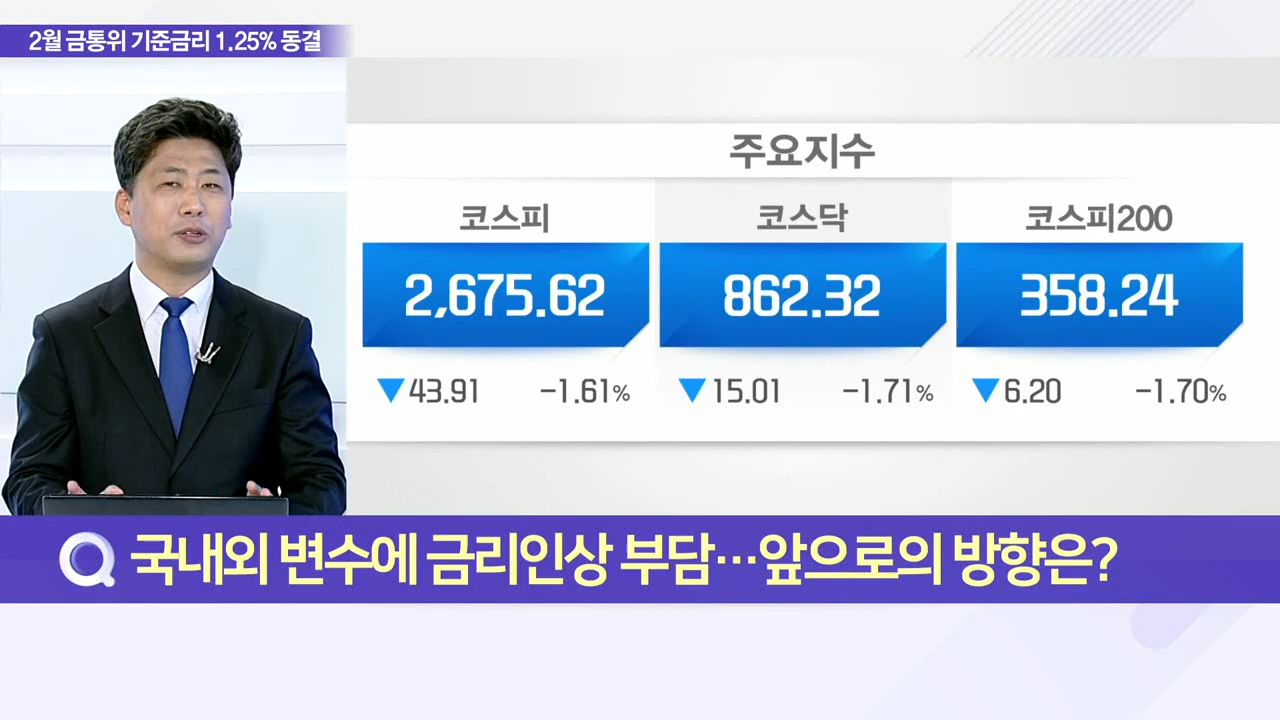 2월 금통위 기준금리 1.25% 동결
주요지수
코스피 코스닥 코스피200
2,675.62 862.32 358.24
▼43.91 -1.61% ▼15.01 -1.71% ▼6.20 -1.70%
Q 국내외 변수에 금리인상 부담…앞으로의 방향은?